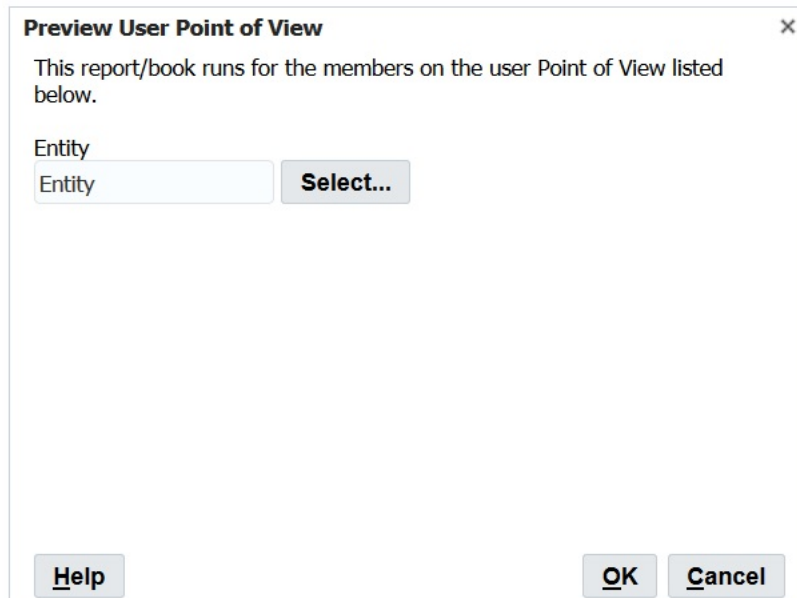 Preview User Point of View ×
This report/book runs for the members on the user Point of View listed
below.
Entity
Entity Select...
Help OK Cancel